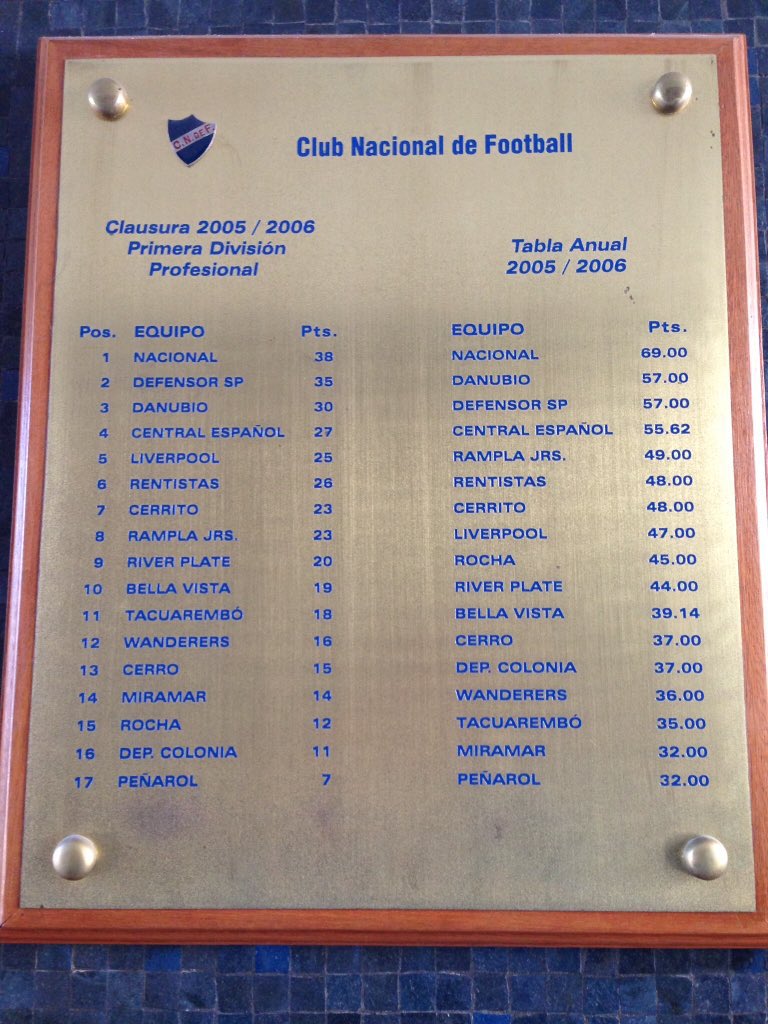 C.N.DE F.
Club Nacional de Football
Clausura 2005 / 2006
Primera División
Profesional
Pos. EQUIPO Pts.
1 NACIONAL 38
2 DEFENSOR SP 35
3 DANUBIO 30
4 CENTRAL ESPAÑOL 27
5 LIVERPOOL 25
6 RENTISTAS 26
7 CERRITO 23
8 RAMPLA JRS. 23
9 RIVER PLATE 20
10 BELLA VISTA 19
11 TACUAREMBÓ 18
12 WANDERERS 16
13 CERRO 15
14 MIRAMAR 14
15 ROCHA 12
16 DEP. COLONIA 11
17 PEÑAROL 7
Tabla Anual
2005 / 2006
EQUIPO Pts.
NACIONAL 69.00
DANUBIO 57.00
DEFENSOR SP 57.00
CENTRAL ESPAÑOL 55.62
RAMPLA JRS. 49.00
RENTISTAS 48.00
CERRITO 48.00
LIVERPOOL 47.00
ROCHA 45.00
RIVER PLATE 44.00
BELLA VISTA 39.14
CERRO 37.00
DEP. COLONIA 37.00
WANDERERS 36.00
TACUAREMBÓ 35.00
MIRAMAR 32.00
PEÑAROL 32.00